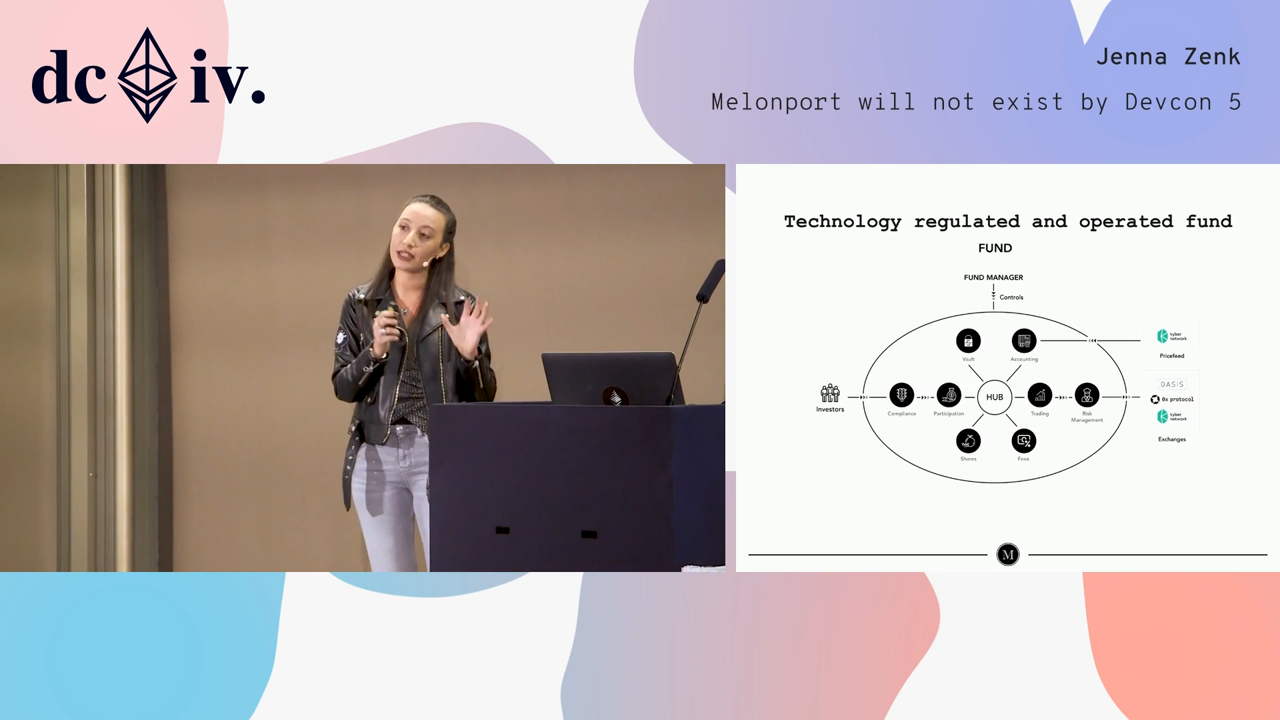 dc iv.
Jenna Zenk
Melonport will not exist by Devcon 5
Technology regulated and operated fund
FUND
FUND MANAGER
Controls
Vault
Accounting
kyber network
Pricefeed
Investors
Compliance
Participation
HUB
Trading
Risk Management
OASIS
0x protocol
kyber network
Exchanges
Shares
Fees
M